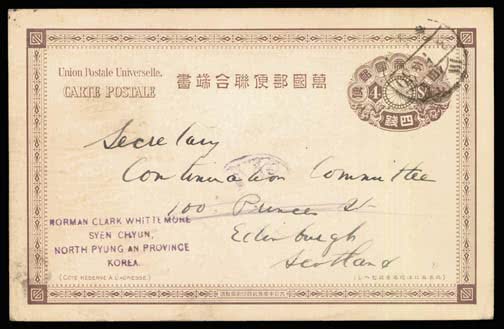 Union Postale Universelle.
CARTE POSTALE
書端合聯便郵國萬
4
錢四
Secretary
Continuation Committee
100 Princes St
Edinburgh
Scotland
NORMAN CLARK WHITTEMORE
SYEN CHYUN,
NORTH PYUNG AN PROVINCE
KOREA
(CÔTÉ RÉSERVÉ À L'ADRESSE.)